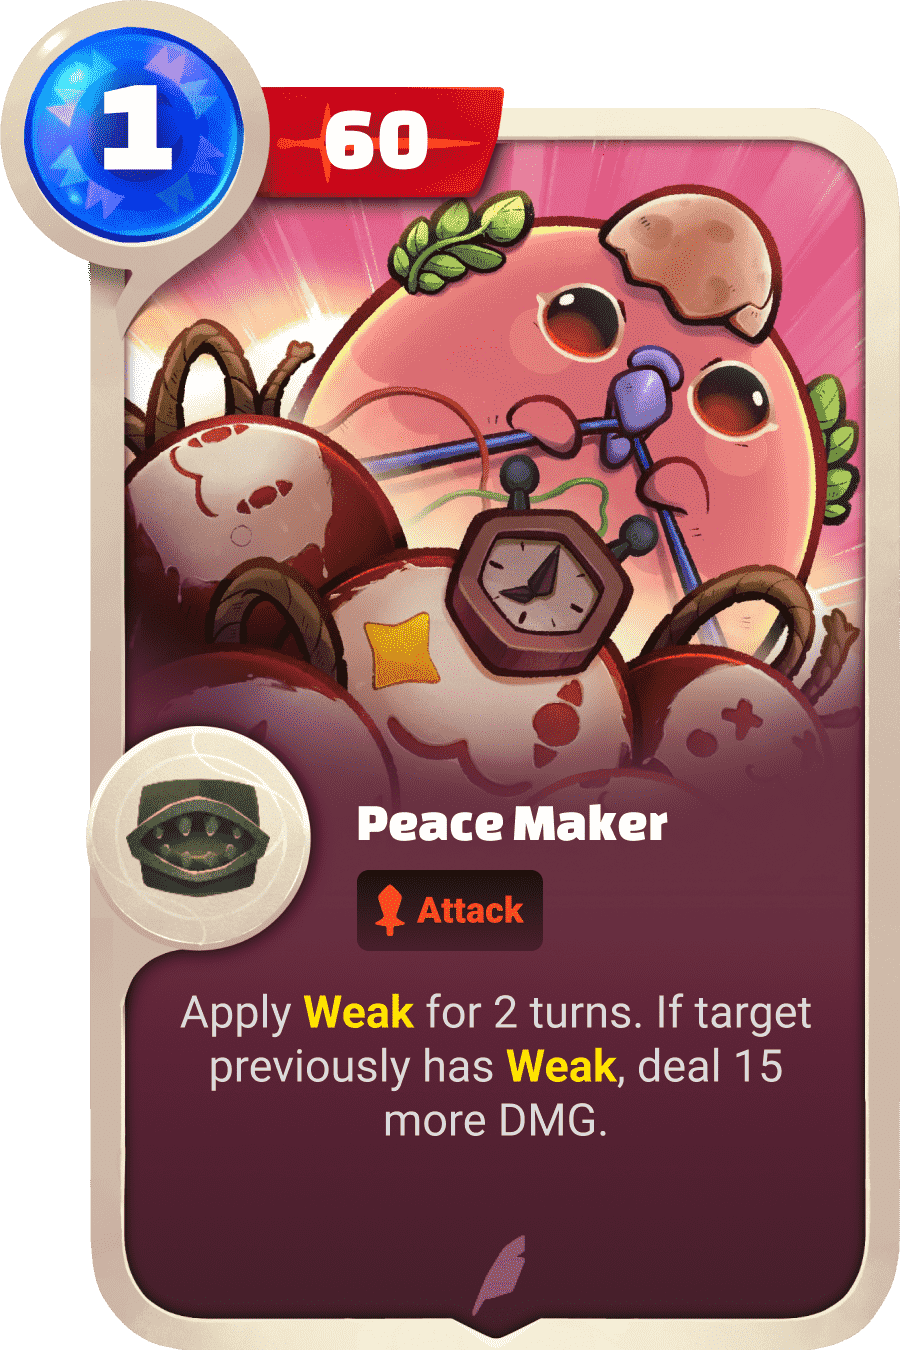 1
60
Peace Maker
Attack
Apply Weak for 2 turns. If target
previously has Weak, deal 15
more DMG.